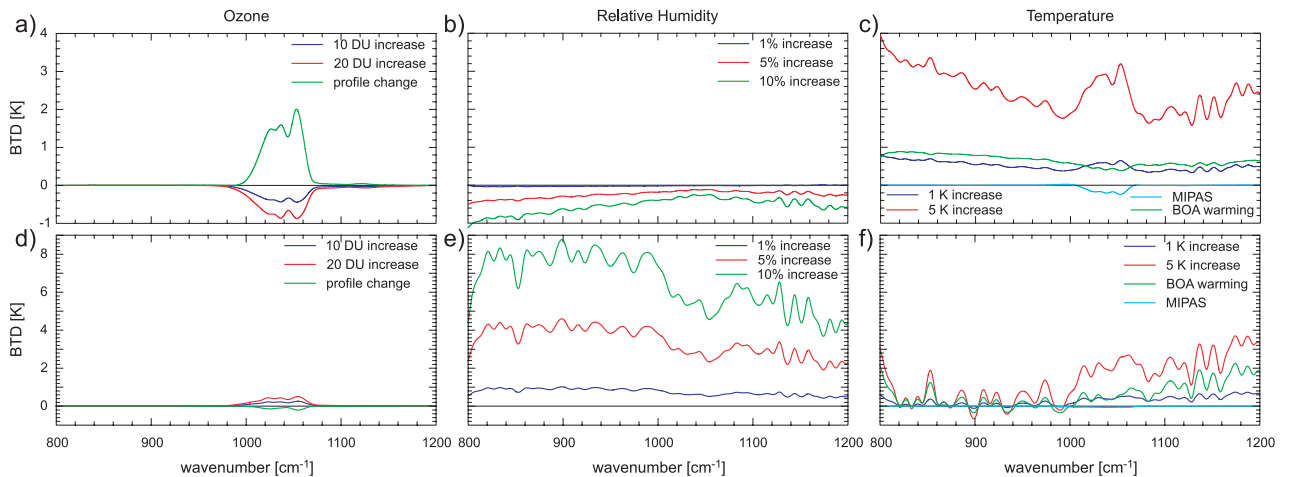 Ozone
Relative Humidity
Temperature
a)
b)
c)
BTD [K]
4
3
2
1
0
-1
10 DU increase
20 DU increase
profile change
1% increase
5% increase
10% increase
1 K increase
5 K increase
MIPAS
BOA warming
d)
e)
f)
BTD [K]
8
6
4
2
0
10 DU increase
20 DU increase
profile change
1% increase
5% increase
10% increase
1 K increase
5 K increase
BOA warming
MIPAS
800 900 1000 1100 1200
800 900 1000 1100 1200
800 900 1000 1100 1200
wavenumber [cm⁻¹]
wavenumber [cm⁻¹]
wavenumber [cm⁻¹]